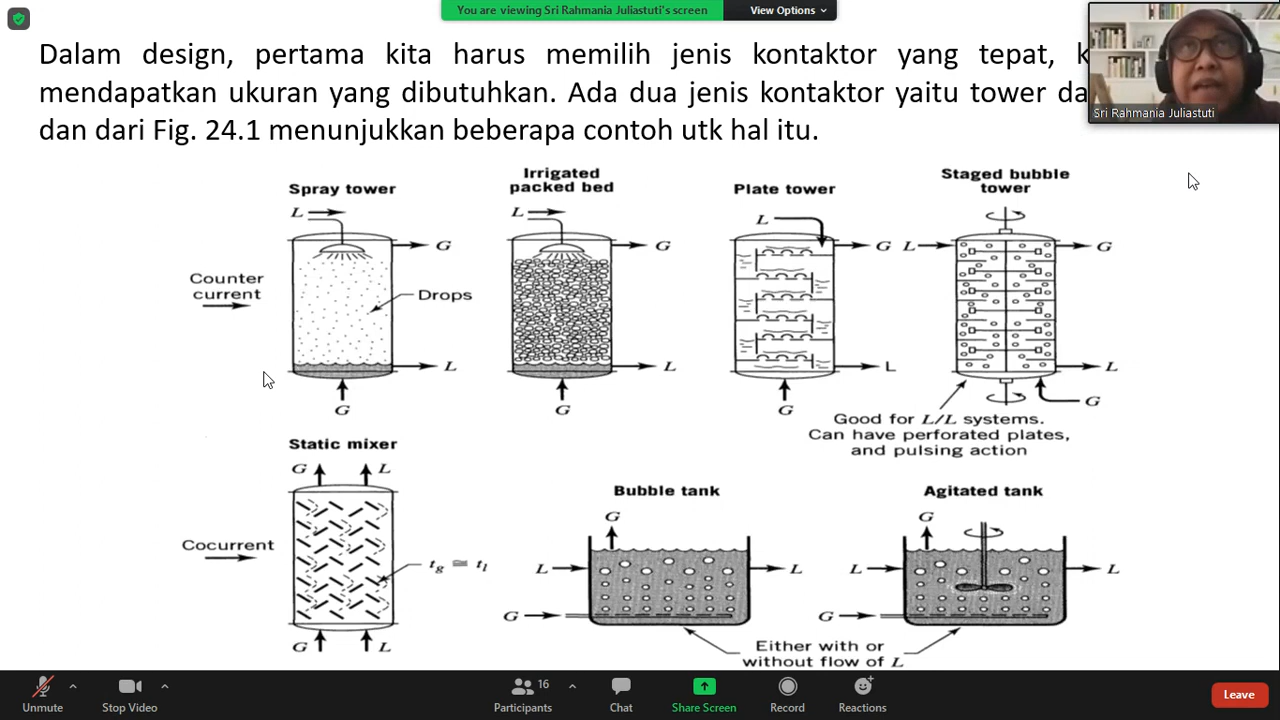 You are viewing Sri Rahmania Juliastuti's screen
View Options
Dalam design, pertama kita harus memilih jenis kontaktor yang tepat, k
mendapatkan ukuran yang dibutuhkan. Ada dua jenis kontaktor yaitu tower da
dan dari Fig. 24.1 menunjukkan beberapa contoh utk hal itu.
Sri Rahmania Juliastuti
Spray tower
Irrigated
packed bed
Plate tower
Staged bubble
tower
L
L
L
G
G
G L
G
Counter
current
Drops
L
L
L
L
G
G
G
G
Good for L/L systems.
Can have perforated plates,
and pulsing action
Static mixer
G L
Cocurrent
t_g ≅ t_l
G L
Bubble tank
G
L
L
G
Agitated tank
G
L
L
G
Either with or
without flow of L
Unmute
Stop Video
16
Participants
Chat
Share Screen
Record
Reactions
Leave